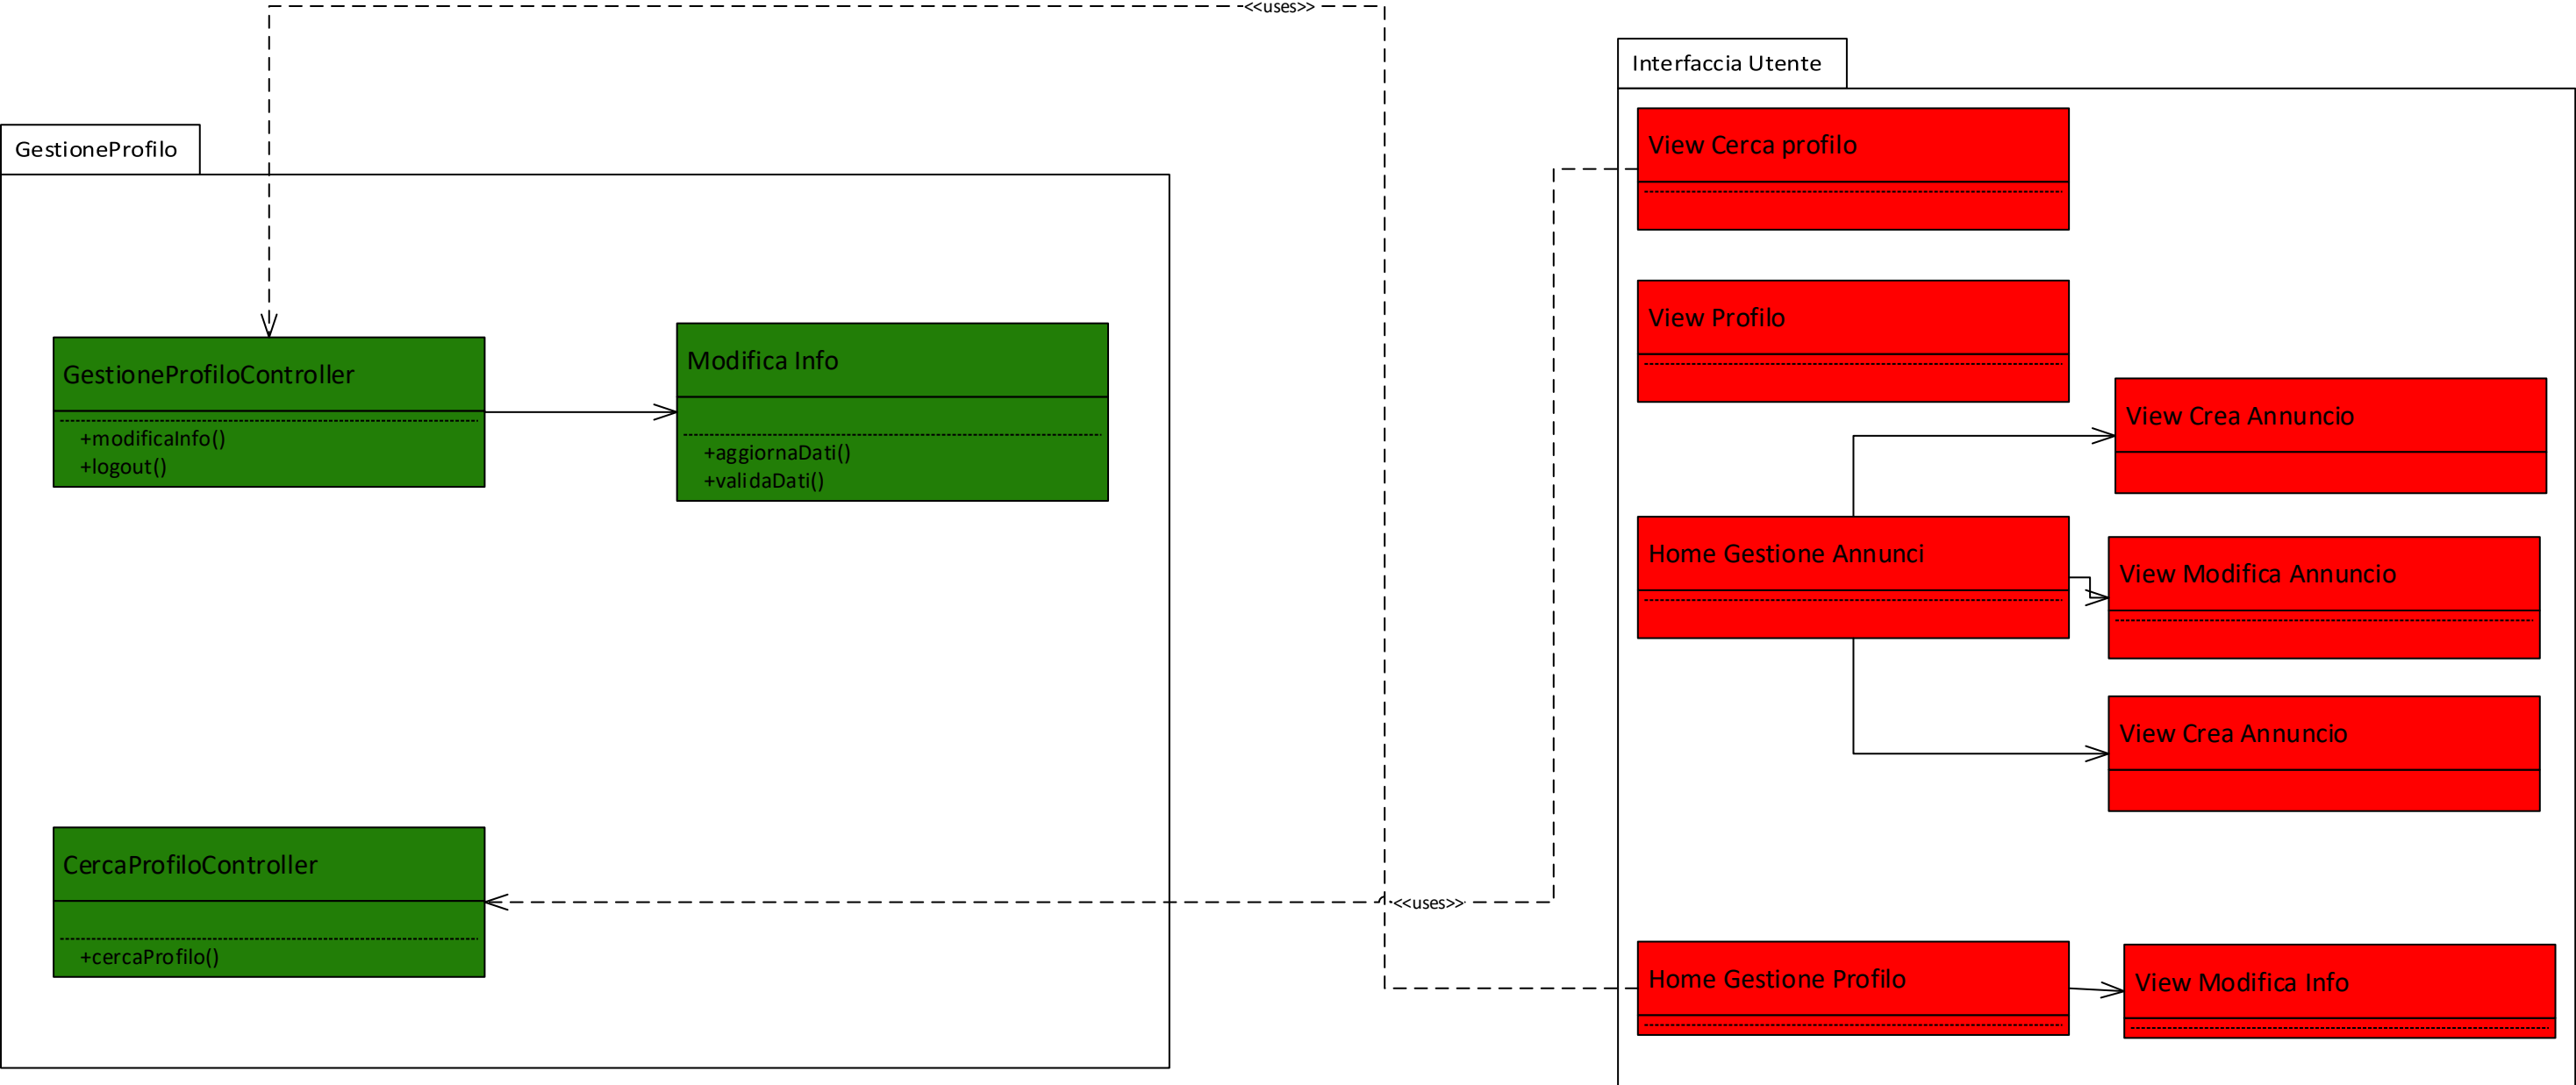 <<uses>>
GestioneProfilo
GestioneProfiloController
+modificaInfo()
+logout()
Modifica Info
+aggiornaDati()
+validaDati()
CercaProfiloController
+cercaProfilo()
<<uses>>
Interfaccia Utente
View Cerca profilo
View Profilo
View Crea Annuncio
Home Gestione Annunci
View Modifica Annuncio
View Crea Annuncio
Home Gestione Profilo
View Modifica Info